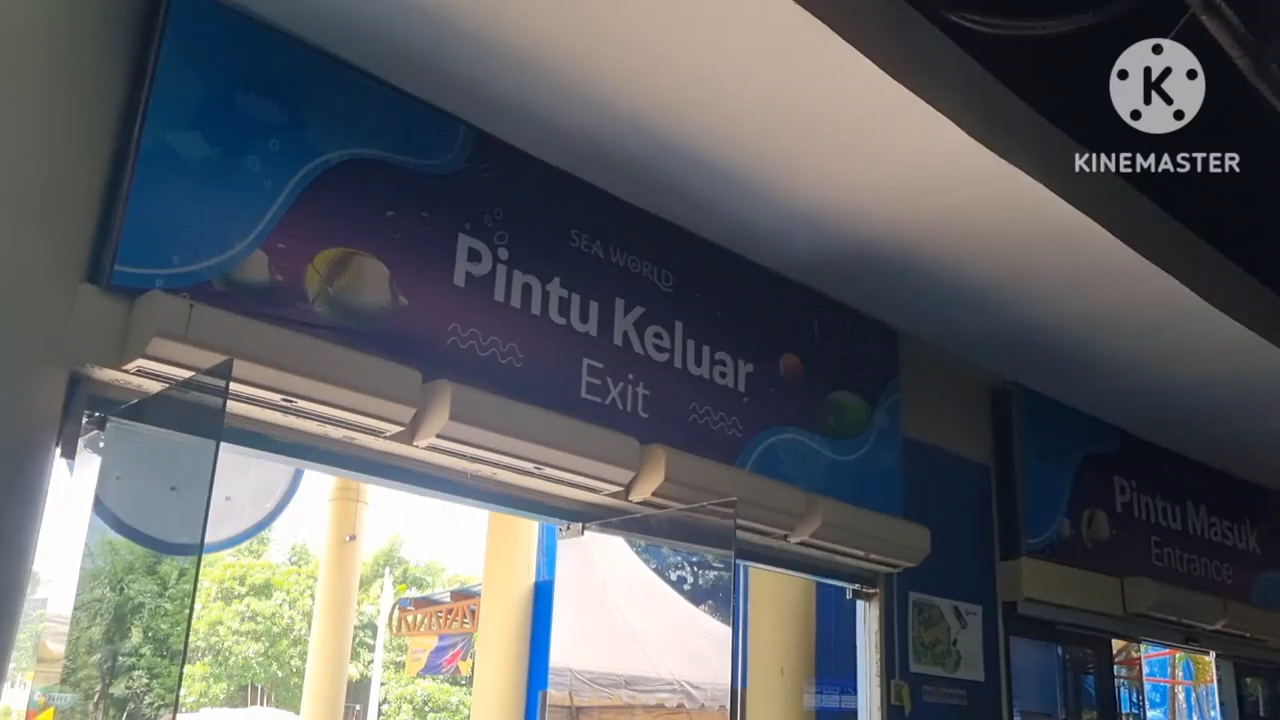 KINEMASTER
SEA WORLD
Pintu Keluar
Exit
Pintu Masuk
Entrance